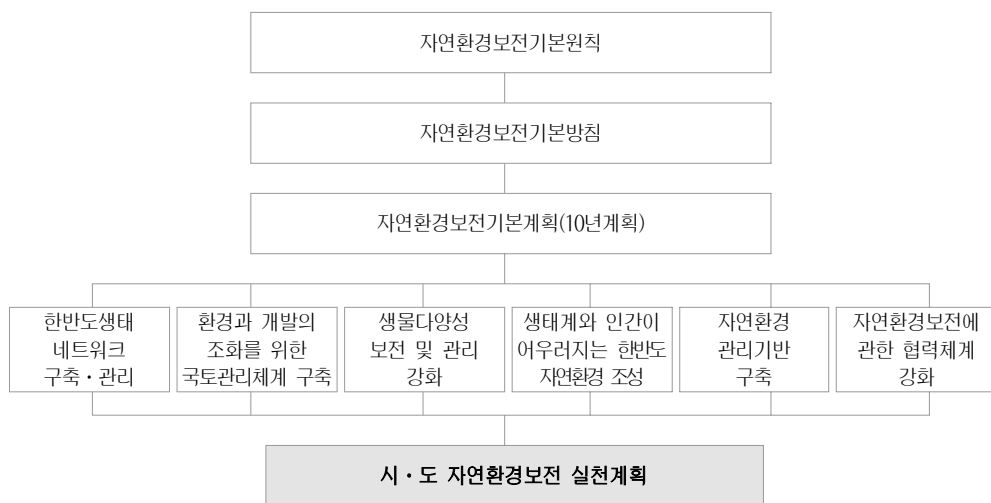 자연환경보전기본원칙
자연환경보전기본방침
자연환경보전기본계획(10년계획)
한반도생태
네트워크
구축・관리
환경과 개발의
조화를 위한
국토관리체계 구축
생물다양성
보전 및 관리
강화
생태계와 인간이
어우러지는 한반도
자연환경 조성
자연환경
관리기반
구축
자연환경보전에
관한 협력체계
강화
시・도 자연환경보전 실천계획